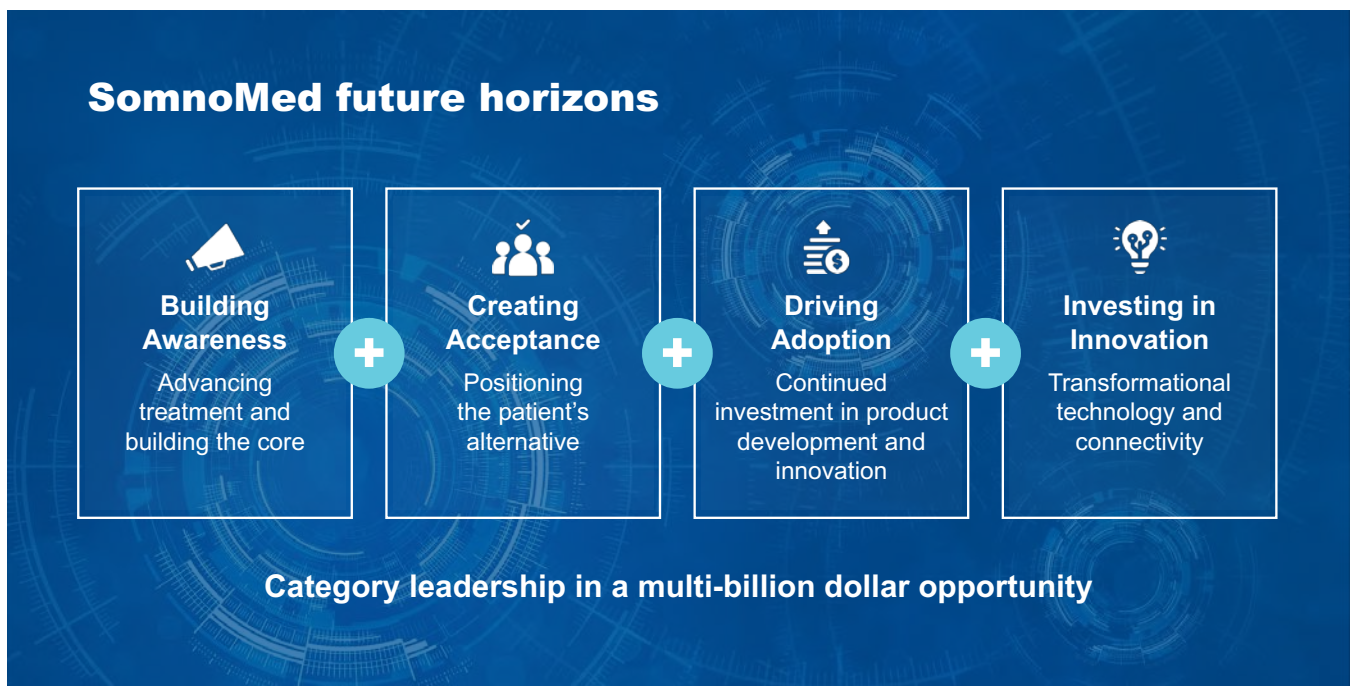 SomnoMed future horizons
Building
Awareness
Advancing
treatment and
building the core
Creating
Acceptance
Positioning
the patient’s
alternative
Driving
Adoption
Continued
investment in product
development and
innovation
Investing in
Innovation
Transformational
technology and
connectivity
Category leadership in a multi-billion dollar opportunity